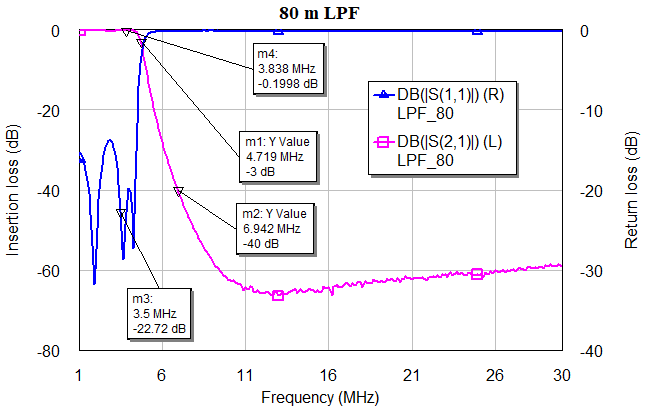 80 m LPF
0
-20
-40
-60
-80
Insertion loss (dB)
0
-10
-20
-30
-40
Return loss (dB)
m4:
3.838 MHz
-0.1998 dB
m1: Y Value
4.719 MHz
-3 dB
m2: Y Value
6.942 MHz
-40 dB
m3:
3.5 MHz
-22.72 dB
DB(|S(1,1)|) (R)
LPF_80
DB(|S(2,1)|) (L)
LPF_80
1 6 11 16 21 26 30
Frequency (MHz)